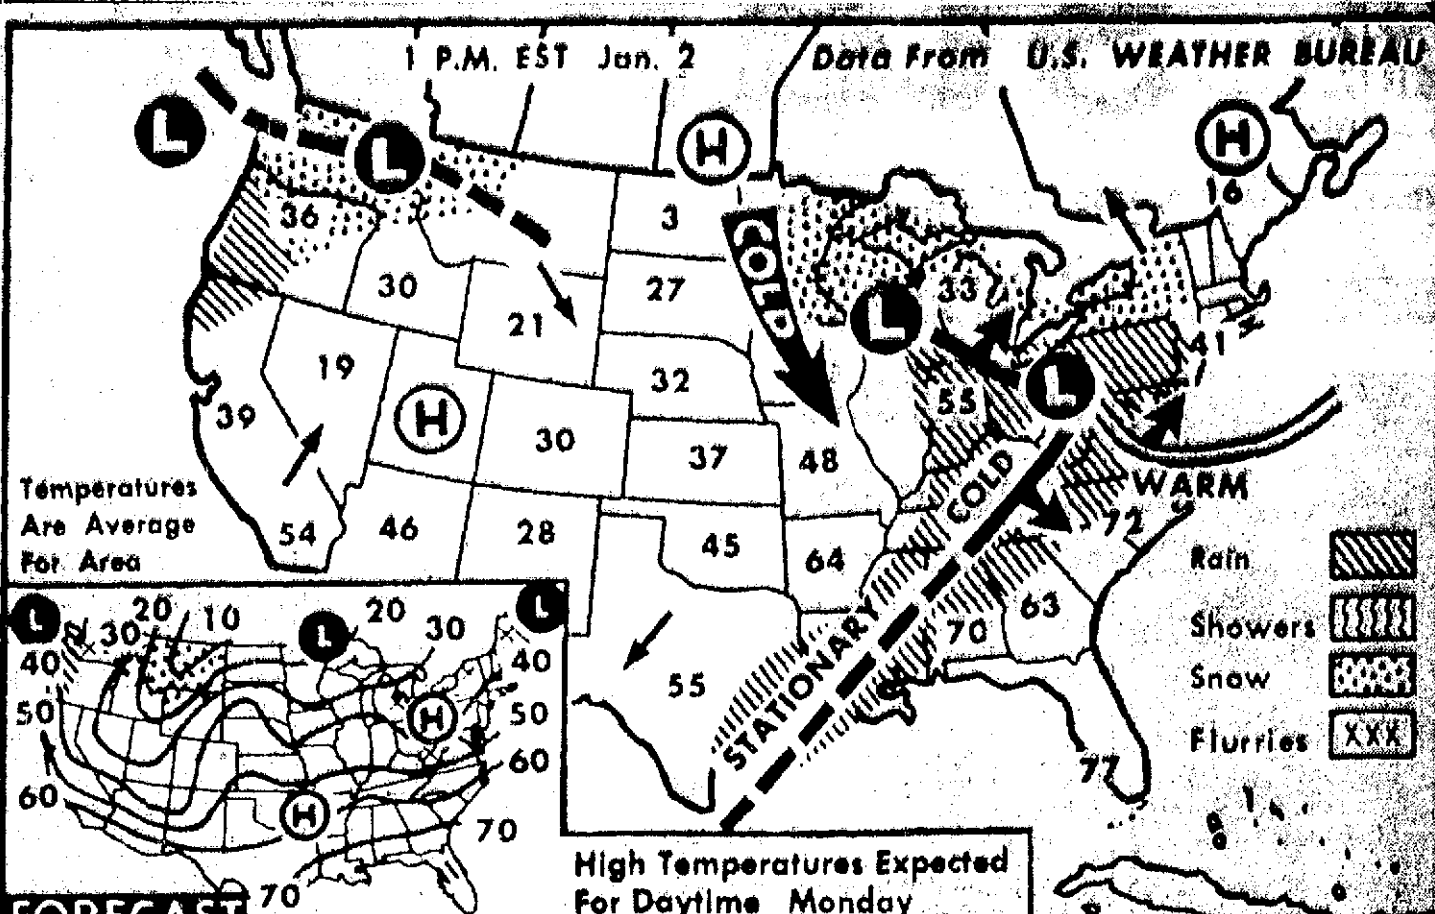 1 P.M. EST Jan. 2
Data From U.S. WEATHER BUREAU
L
L
H
H
16
36
3
COLD
30
27
21
L
33
41
19
32
L
55
39
H
30
37
48
COLD
WARM
Temperatures
Are Average
For Area
54
46
28
45
64
72
Rain
63
STATIONARY
70
Showers
55
Snow
Flurries
77
L
20
10
L
20
L
30
30
40
40
50
H
50
60
60
H
70
70
FORECAST
High Temperatures Expected
For Daytime Monday
XXX